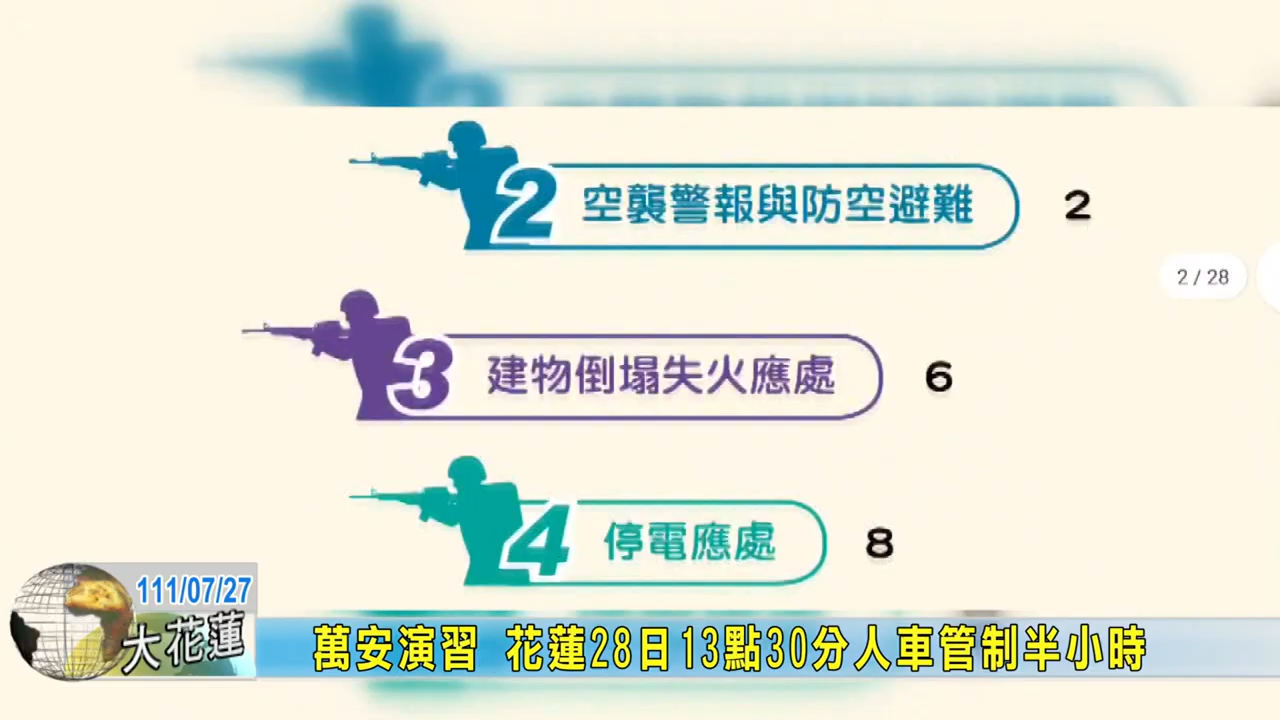 2 空襲警報與防空避難 2
2 / 28
3 建物倒塌失火應處 6
4 停電應處 8
111/07/27
大花蓮
萬安演習 花蓮28日13點30分人車管制半小時